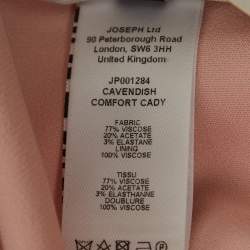 JOSEPH Ltd
90 Peterborough Road
London, SW6 3HH
United Kingdom
JP001284
CAVENDISH
COMFORT CADY
FABRIC
77% VISCOSE
20% ACETATE
3% ELASTANE
LINING
100% VISCOSE
TISSU
77% VISCOSE
20% ACETATE
3% ELASTHANNE
DOUBLURE
100% VISCOSE